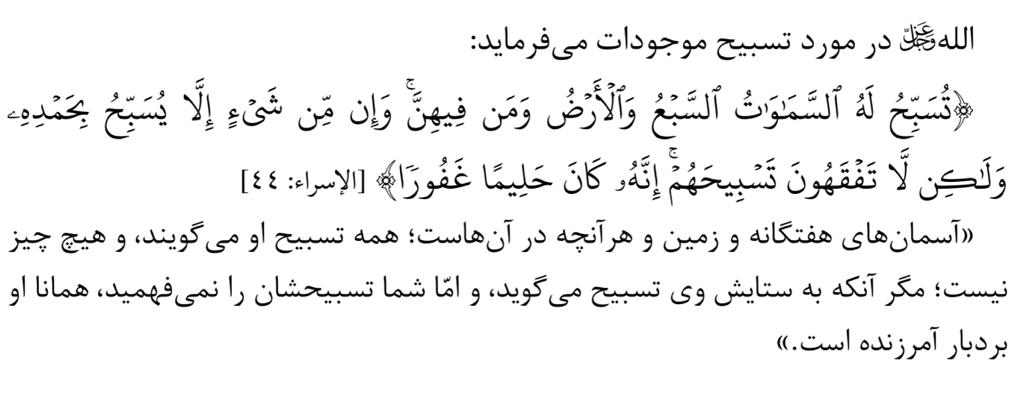 الله عزوجل در مورد تسبیح موجودات می‌فرماید:
﴿تُسَبِّحُ لَهُ ٱلسَّمَٰوَٰتُ ٱلسَّبۡعُ وَٱلۡأَرۡضُ وَمَن فِيهِنَّۚ وَإِن مِّن شَيۡءٍ إِلَّا يُسَبِّحُ بِحَمۡدِهِۦ
وَلَٰكِن لَّا تَفۡقَهُونَ تَسۡبِيحَهُمۡۚ إِنَّهُۥ كَانَ حَلِيمًا غَفُورٗا﴾ [الإسراء: ٤٤]
«آسمان‌های هفتگانه و زمین و هرآنچه در آن‌هاست؛ همه تسبیح او می‌گویند، و هیچ چیز
نیست؛ مگر آنکه به ستایش وی تسبیح می‌گوید، و امّا شما تسبیحشان را نمی‌فهمید، همانا او
بردبار آمرزنده است.»